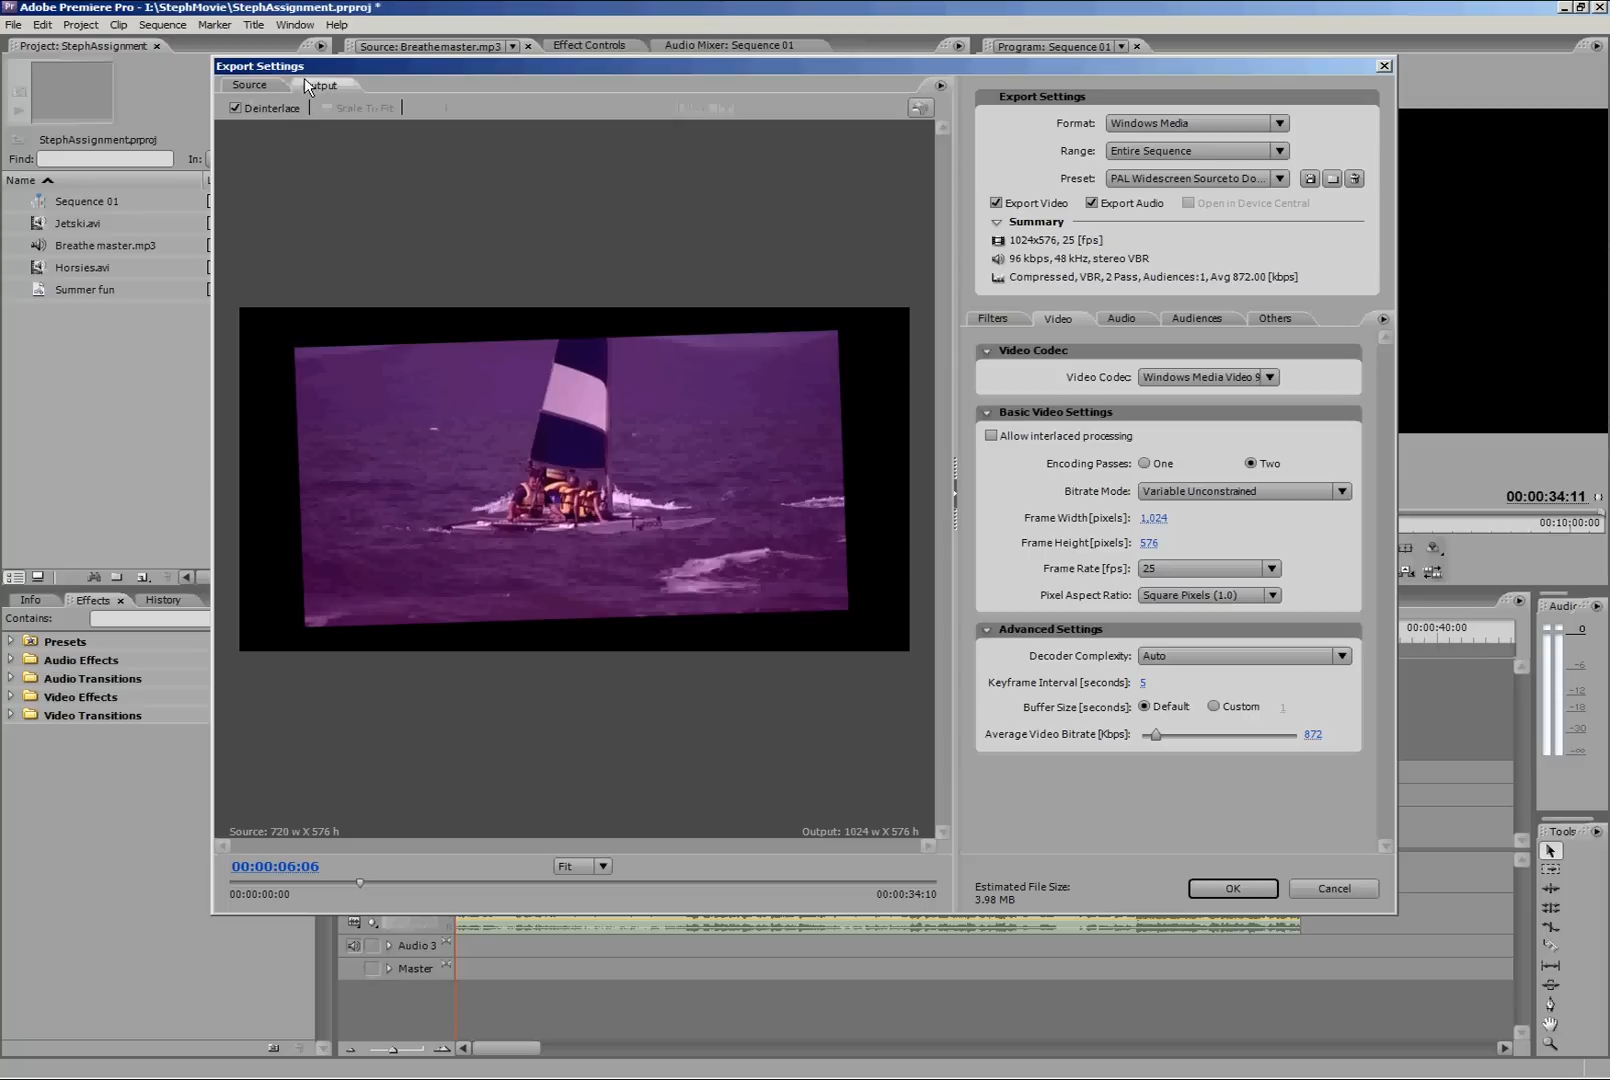 Adobe Premiere Pro - I:\StephMovie\StephAssignment.prproj *
File Edit Project Clip Sequence Marker Title Window Help
Project: StephAssignment
Source: Breathe master.mp3
Effect Controls
Audio Mixer: Sequence 01
Program: Sequence 01
Export Settings
Source
Output
Deinterlace
Scale To Fit
StephAssignment.prproj
Find:
In:
Name
Sequence 01
Jetski.avi
Breathe master.mp3
Horsies.avi
Summer fun
Export Settings
Format: Windows Media
Range: Entire Sequence
Preset: PAL Widescreen Source to Do...
Export Video Export Audio Open in Device Central
Summary
1024x576, 25 [fps]
96 kbps, 48 kHz, stereo VBR
Compressed, VBR, 2 Pass, Audiences:1, Avg 872.00 [kbps]
Filters Video Audio Audiences Others
Video Codec
Video Codec: Windows Media Video 9
Basic Video Settings
Allow interlaced processing
Encoding Passes: One Two
Bitrate Mode: Variable Unconstrained
Frame Width [pixels]: 1,024
Frame Height [pixels]: 576
Frame Rate [fps]: 25
Pixel Aspect Ratio: Square Pixels (1.0)
Advanced Settings
Decoder Complexity: Auto
Keyframe Interval [seconds]: 5
Buffer Size [seconds]: Default Custom 1
Average Video Bitrate [Kbps]: 872
Source: 720 w X 576 h
Output: 1024 w X 576 h
00:00:06:06
Fit
00:00:00:00
00:00:34:10
Estimated File Size:
3.98 MB
OK
Cancel
00:00:34:11
00:10:00:00
Info Effects History
Contains:
Presets
Audio Effects
Audio Transitions
Video Effects
Video Transitions
00:00:40:00
Audio
0
-6
-12
-18
-30
-∞
Tools
Audio 3
Master